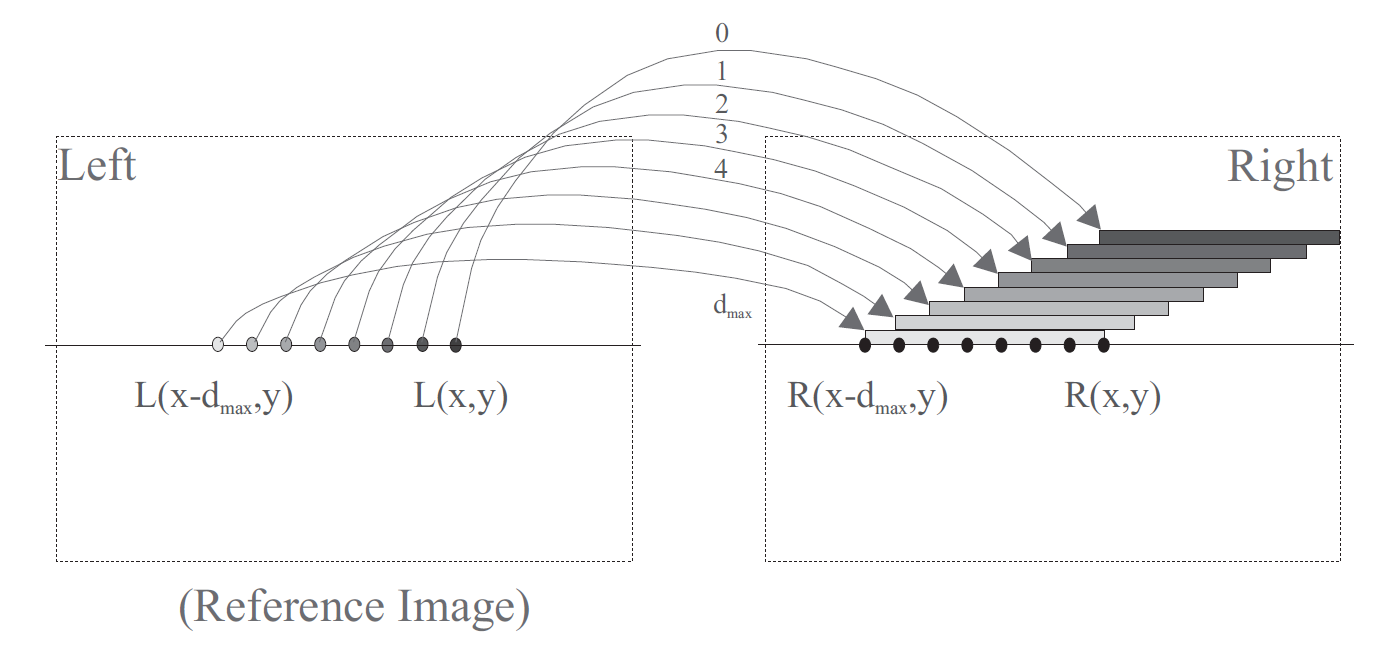 0
1
2
3
4
Left
Right
dmax
L(x-dmax,y)
L(x,y)
R(x-dmax,y)
R(x,y)
(Reference Image)